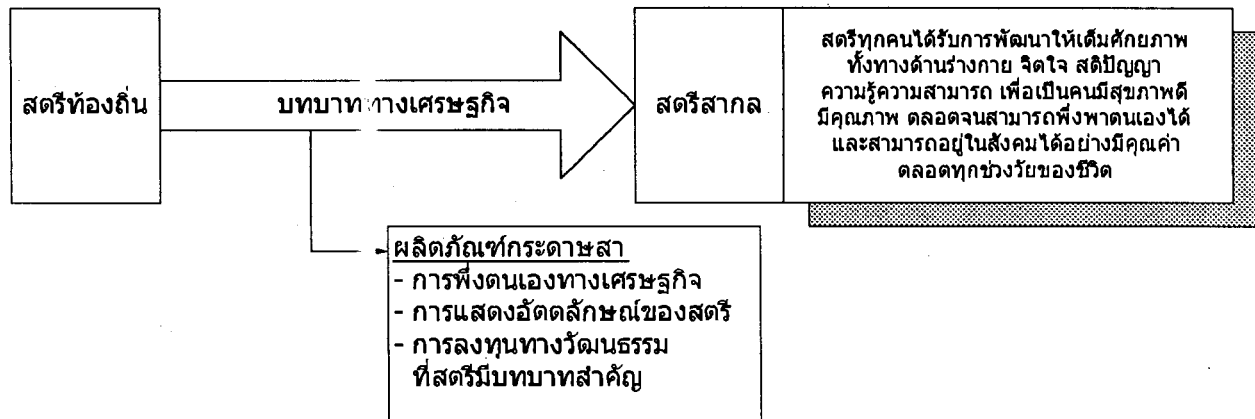 สตรีท้องถิ่น
บทบาททางเศรษฐกิจ
สตรีสากล
สตรีทุกคนได้รับการพัฒนาให้เต็มศักยภาพ
ทั้งทางด้านร่างกาย จิตใจ สติปัญญา
ความรู้ความสามารถ เพื่อเป็นคนมีสุขภาพดี
มีคุณภาพ ตลอดจนสามารถพึ่งพาตนเองได้
และสามารถอยู่ในสังคมได้อย่างมีคุณค่า
ตลอดทุกช่วงวัยของชีวิต
ผลิตภัณฑ์กระดาษสา
- การพึ่งตนเองทางเศรษฐกิจ
- การแสดงอัตลักษณ์ของสตรี
- การลงทุนทางวัฒนธรรม
ที่สตรีมีบทบาทสำคัญ